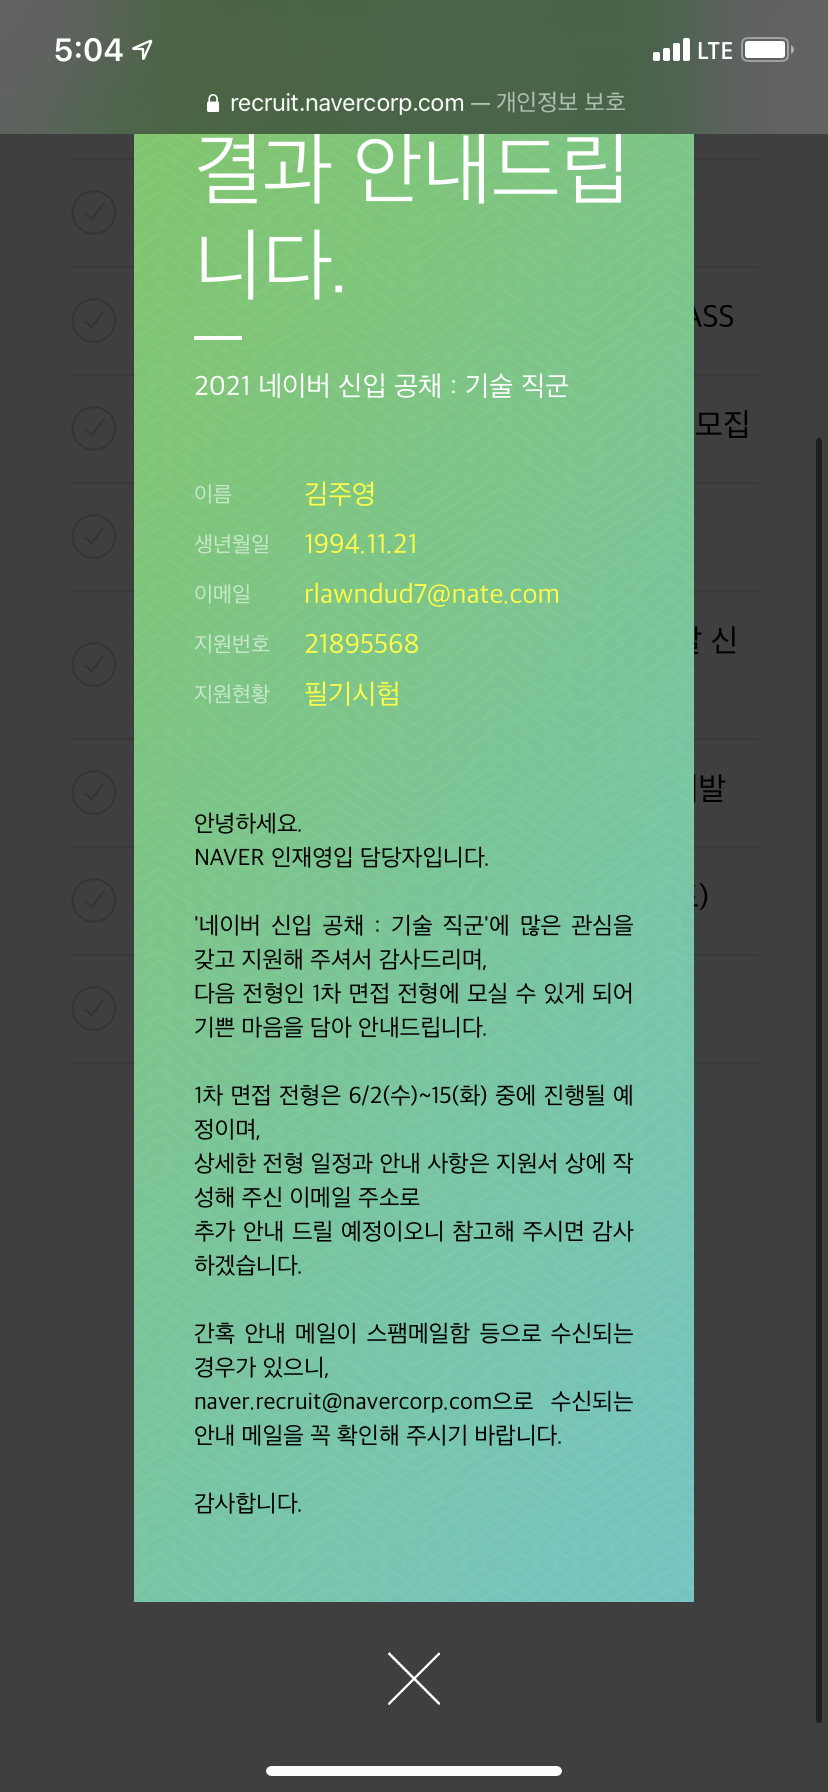 5:04
LTE
recruit.navercorp.com — 개인정보 보호
결과 안내드립
니다.
ASS
2021 네이버 신입 공채 : 기술 직군
모집
이름 김주영
생년월일 1994.11.21
이메일 rlawndud7@nate.com
지원번호 21895568
신
지원현황 필기시험
발
안녕하세요.
NAVER 인재영입 담당자입니다.
'네이버 신입 공채 : 기술 직군'에 많은 관심을
갖고 지원해 주셔서 감사드리며,
다음 전형인 1차 면접 전형에 모실 수 있게 되어
기쁜 마음을 담아 안내드립니다.
1차 면접 전형은 6/2(수)~15(화) 중에 진행될 예
정이며,
상세한 전형 일정과 안내 사항은 지원서 상에 작
성해 주신 이메일 주소로
추가 안내 드릴 예정이오니 참고해 주시면 감사
하겠습니다.
간혹 안내 메일이 스팸메일함 등으로 수신되는
경우가 있으니,
naver.recruit@navercorp.com으로 수신되는
안내 메일을 꼭 확인해 주시기 바랍니다.
감사합니다.